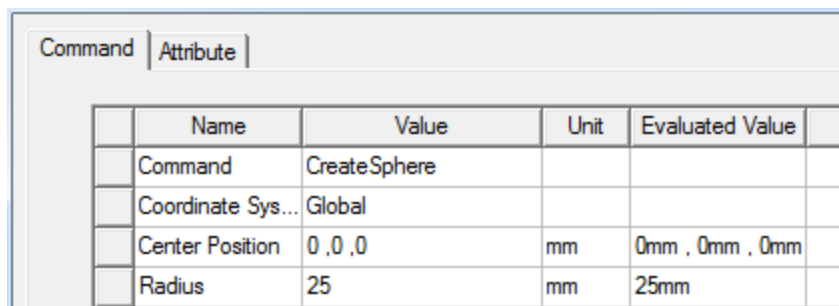 Command Attribute
Name Value Unit Evaluated Value
Command CreateSphere
Coordinate Sys... Global
Center Position 0 ,0 ,0 mm 0mm , 0mm , 0mm
Radius 25 mm 25mm